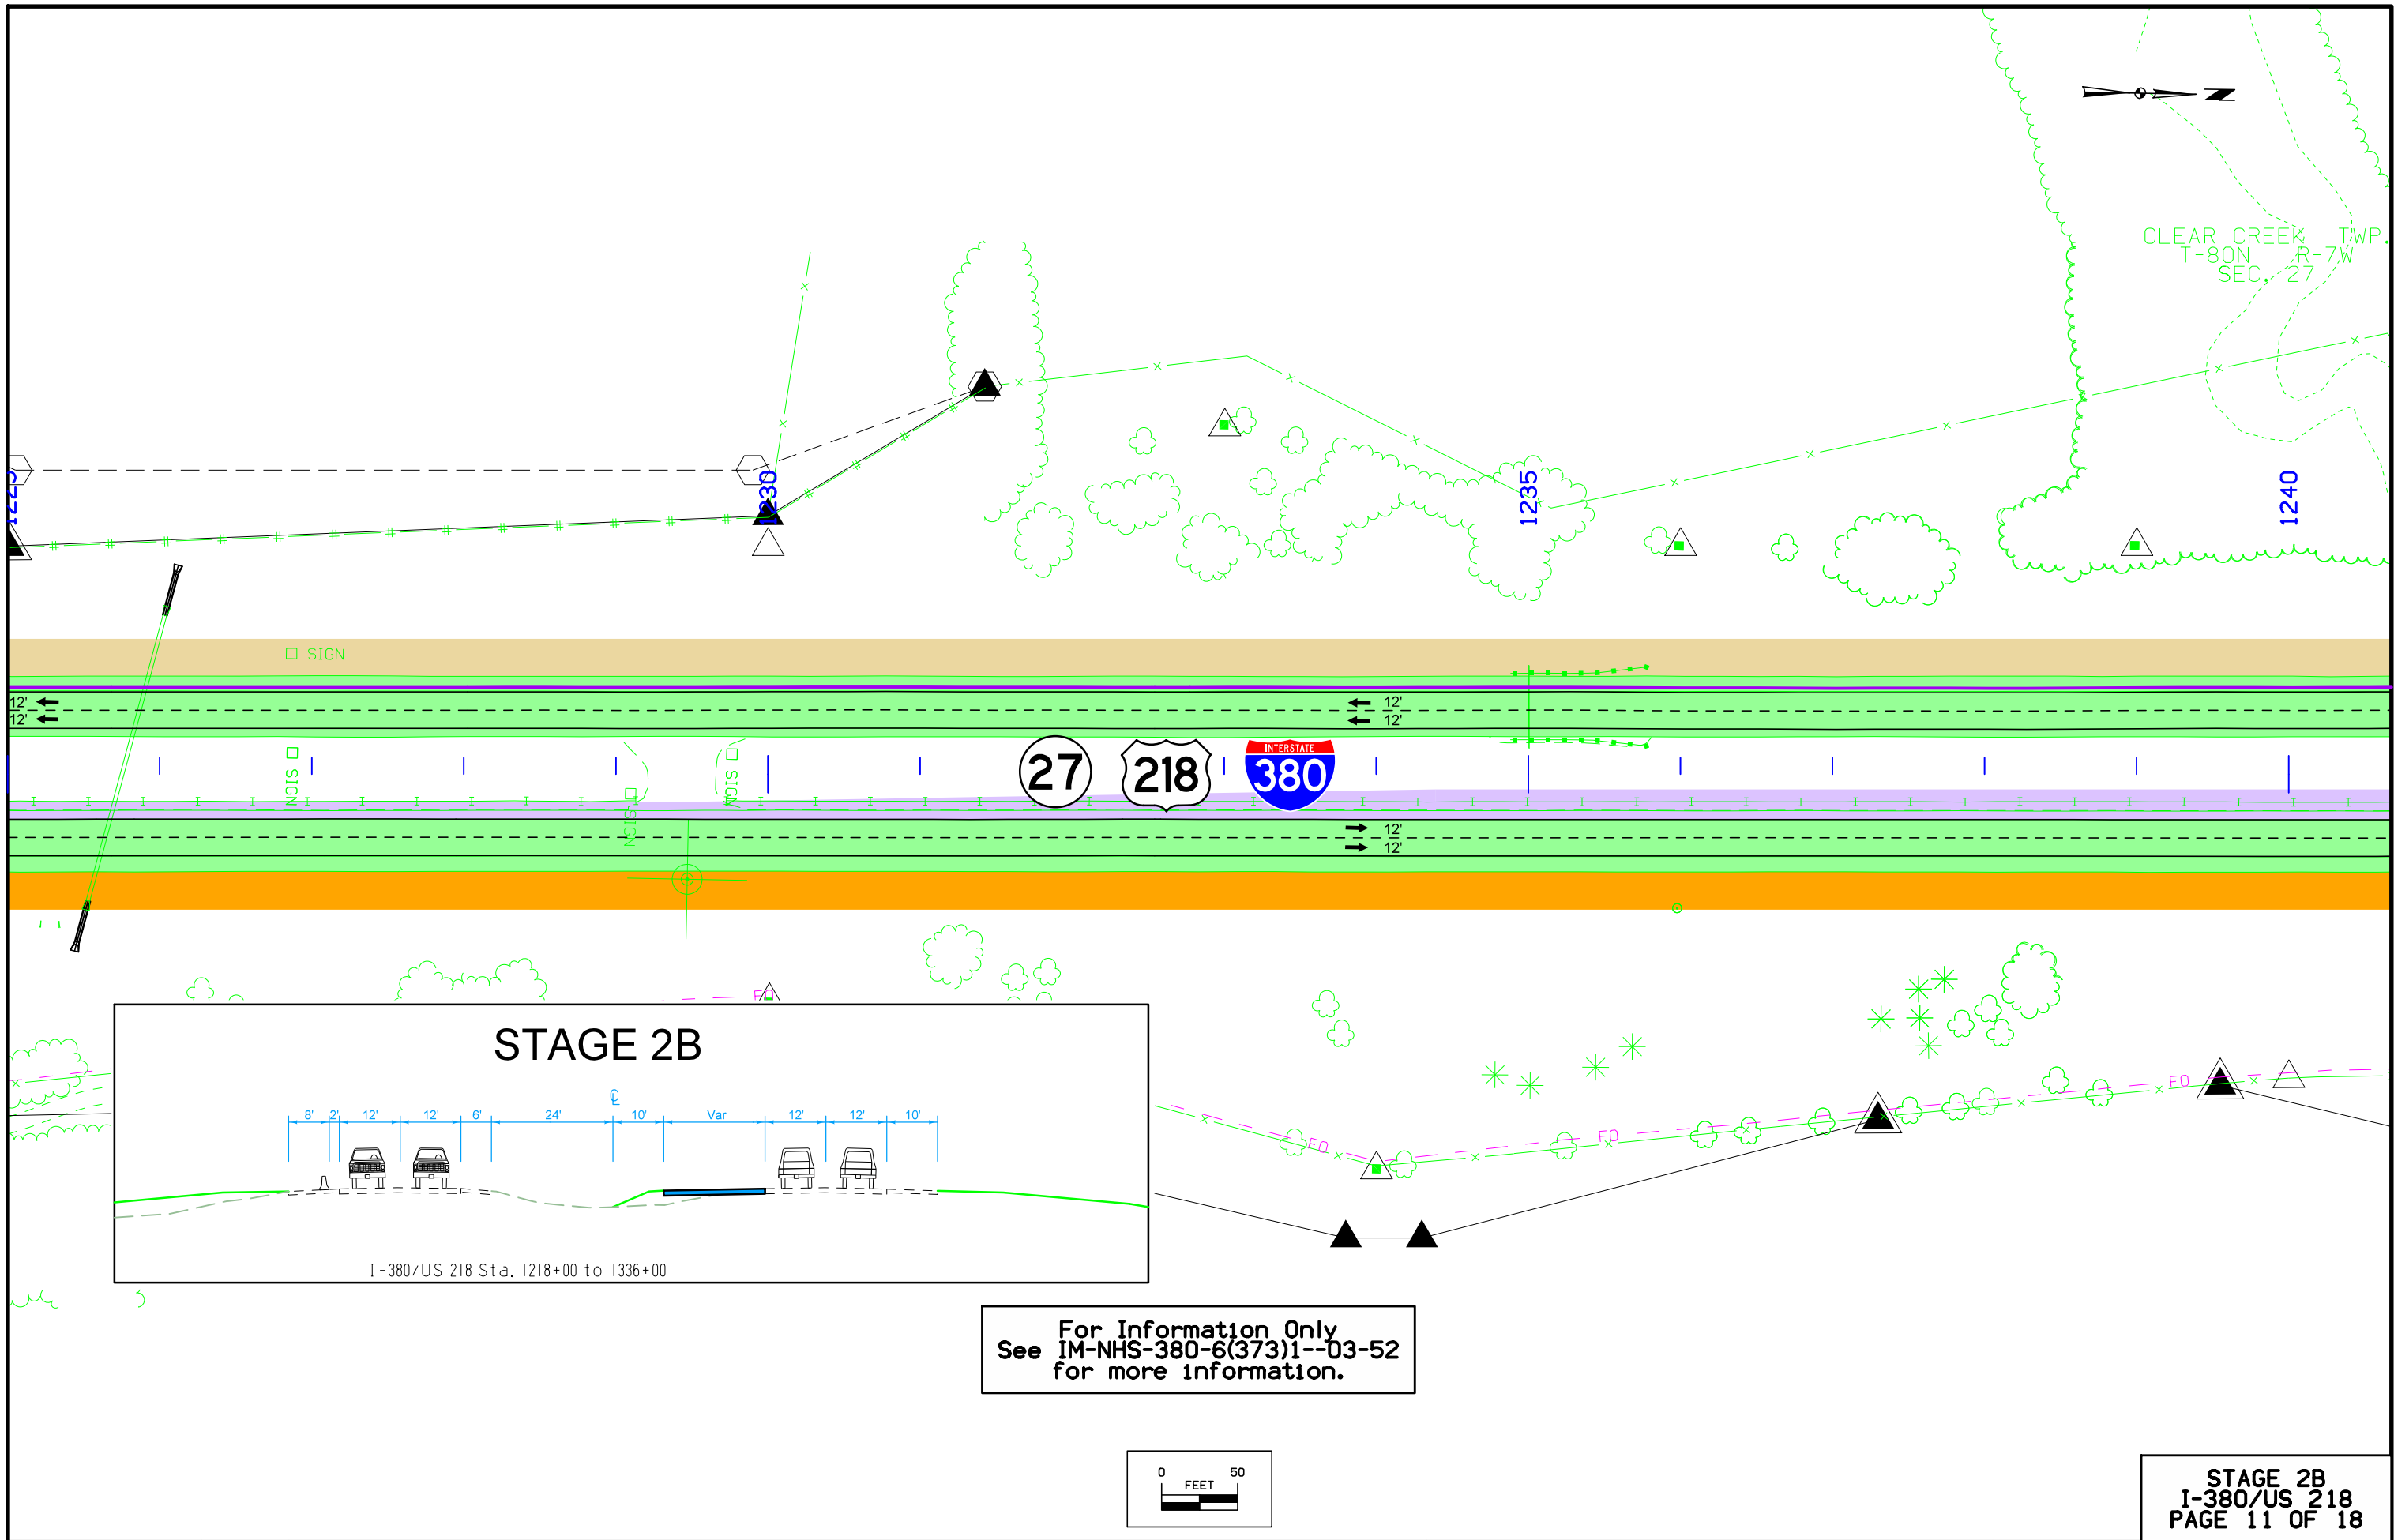 CLEAR CREEK TWP.
T-80N R-7W
SEC. 27
1230
1235
1240
SIGN
12'
12'
12'
12'
SIGN
SIGN
SIGN
27
218
INTERSTATE
380
12'
12'
FO
STAGE 2B
℄
8' 2' 12' 12' 6' 24' 10' Var 12' 12' 10'
I-380/US 218 Sta. 1218+00 to 1336+00
FO
FO
FO
For Information Only
See IM-NHS-380-6(373)1--03-52
for more information.
0 50
FEET
STAGE 2B
I-380/US 218
PAGE 11 OF 18